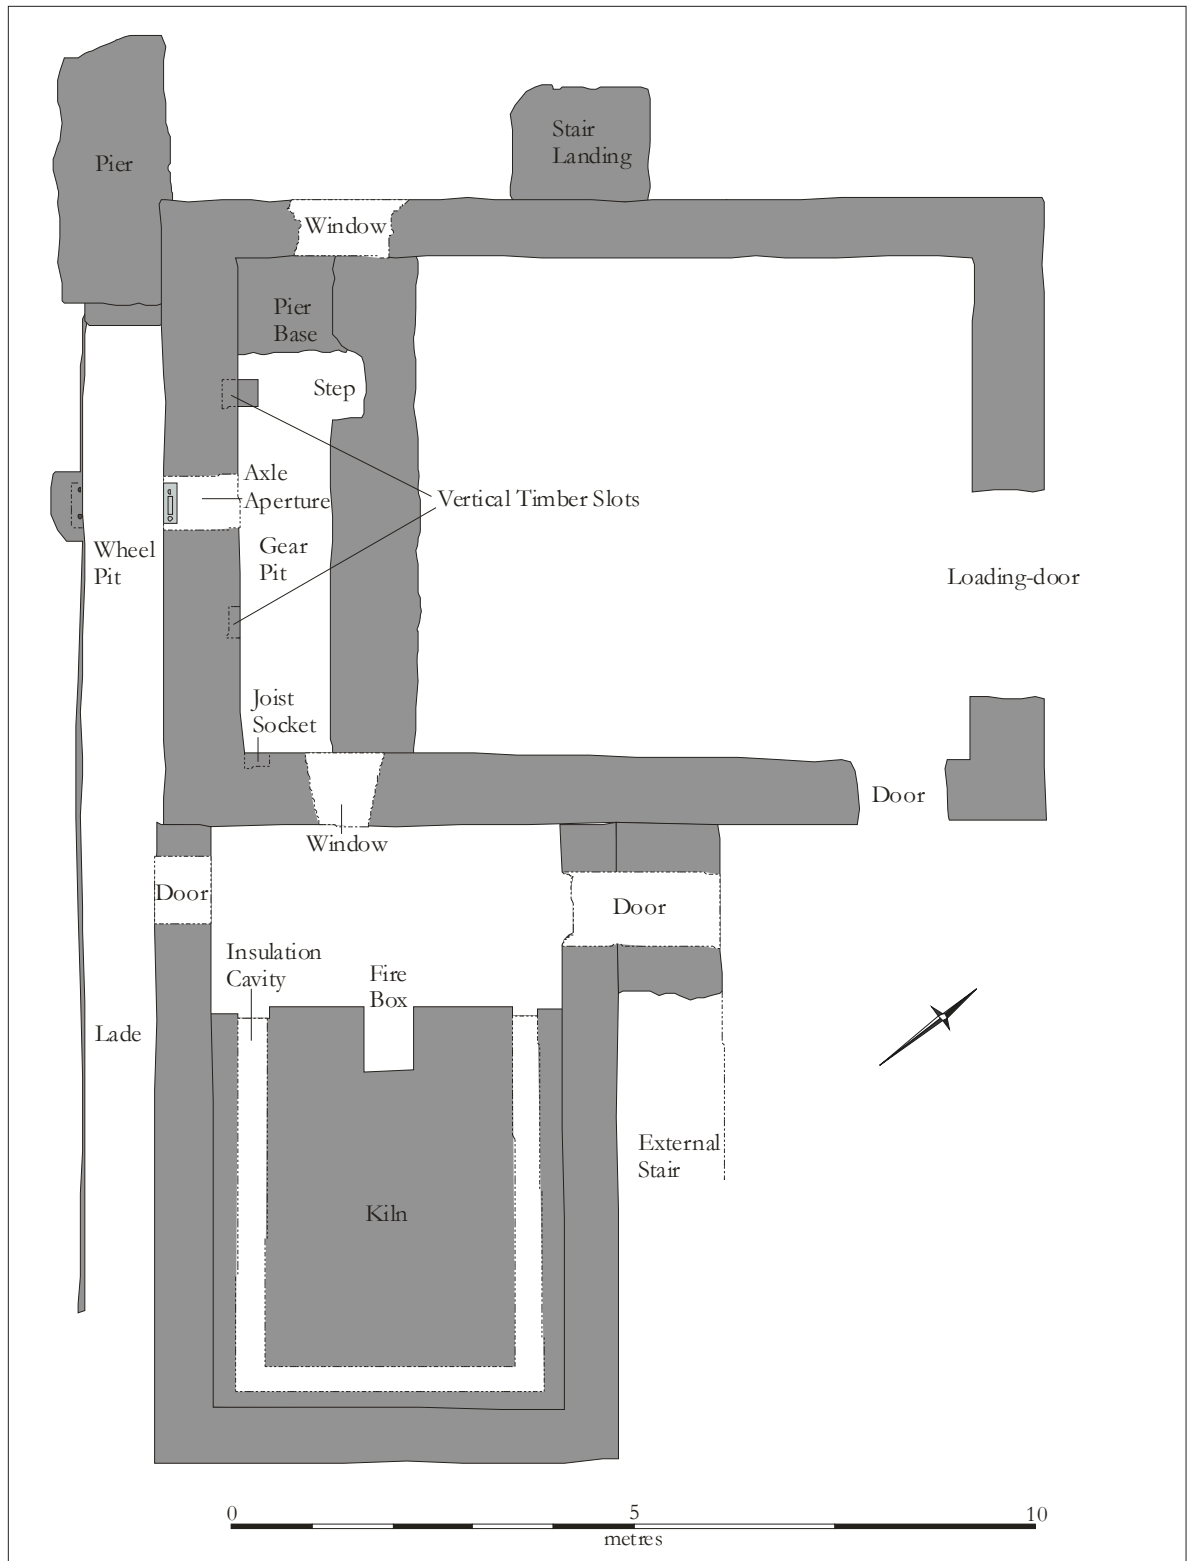 Stair
Landing
Pier
Window
Pier
Base
Step
Axle
Aperture
Vertical Timber Slots
Wheel
Pit
Gear
Pit
Loading-door
Joist
Socket
Door
Window
Door
Door
Insulation
Cavity
Fire
Box
Lade
External
Stair
Kiln
0 5 10
metres